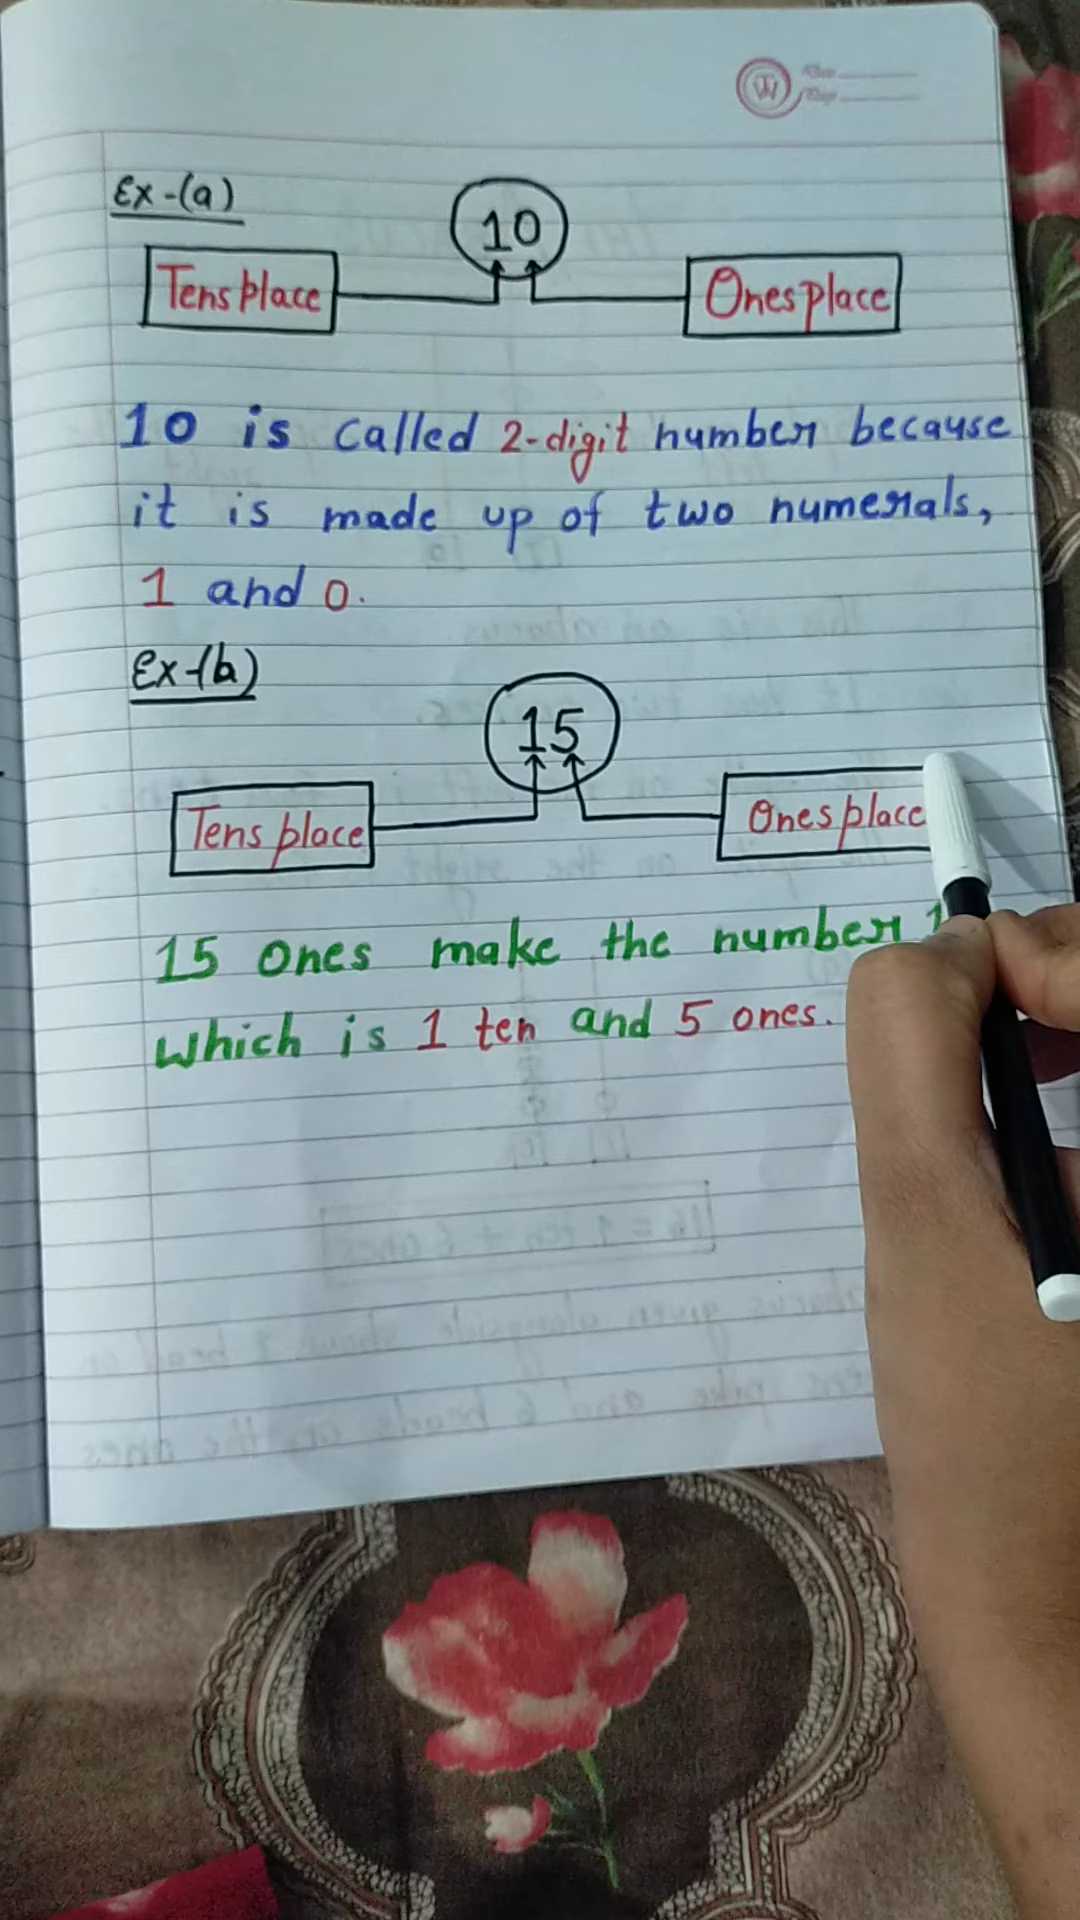 Date
Page
Ex-(a)
10
Tens place
Ones place
10 is called 2-digit number because
it is made up of two numerals,
1 and 0.
Ex-(b)
15
Tens place
Ones place
15 ones make the number
which is 1 ten and 5 ones.